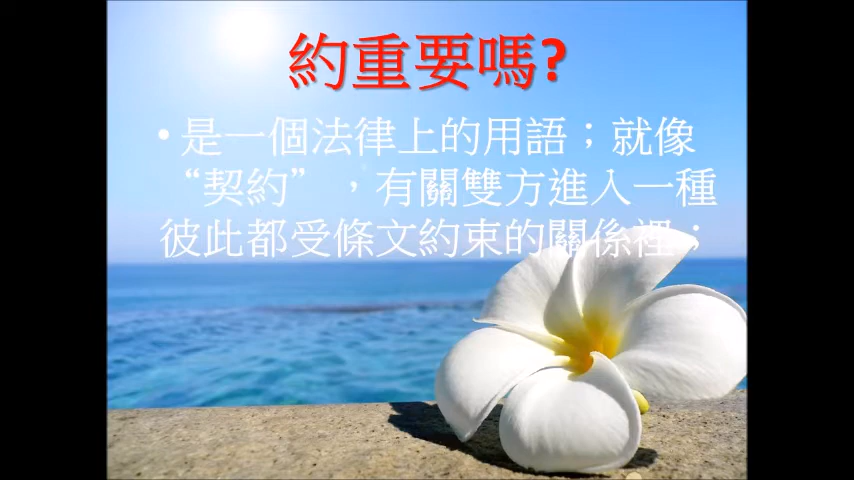 約重要嗎?
• 是一個法律上的用語；就像
“契約”，有關雙方進入一種
彼此都受條文約束的關係裡；